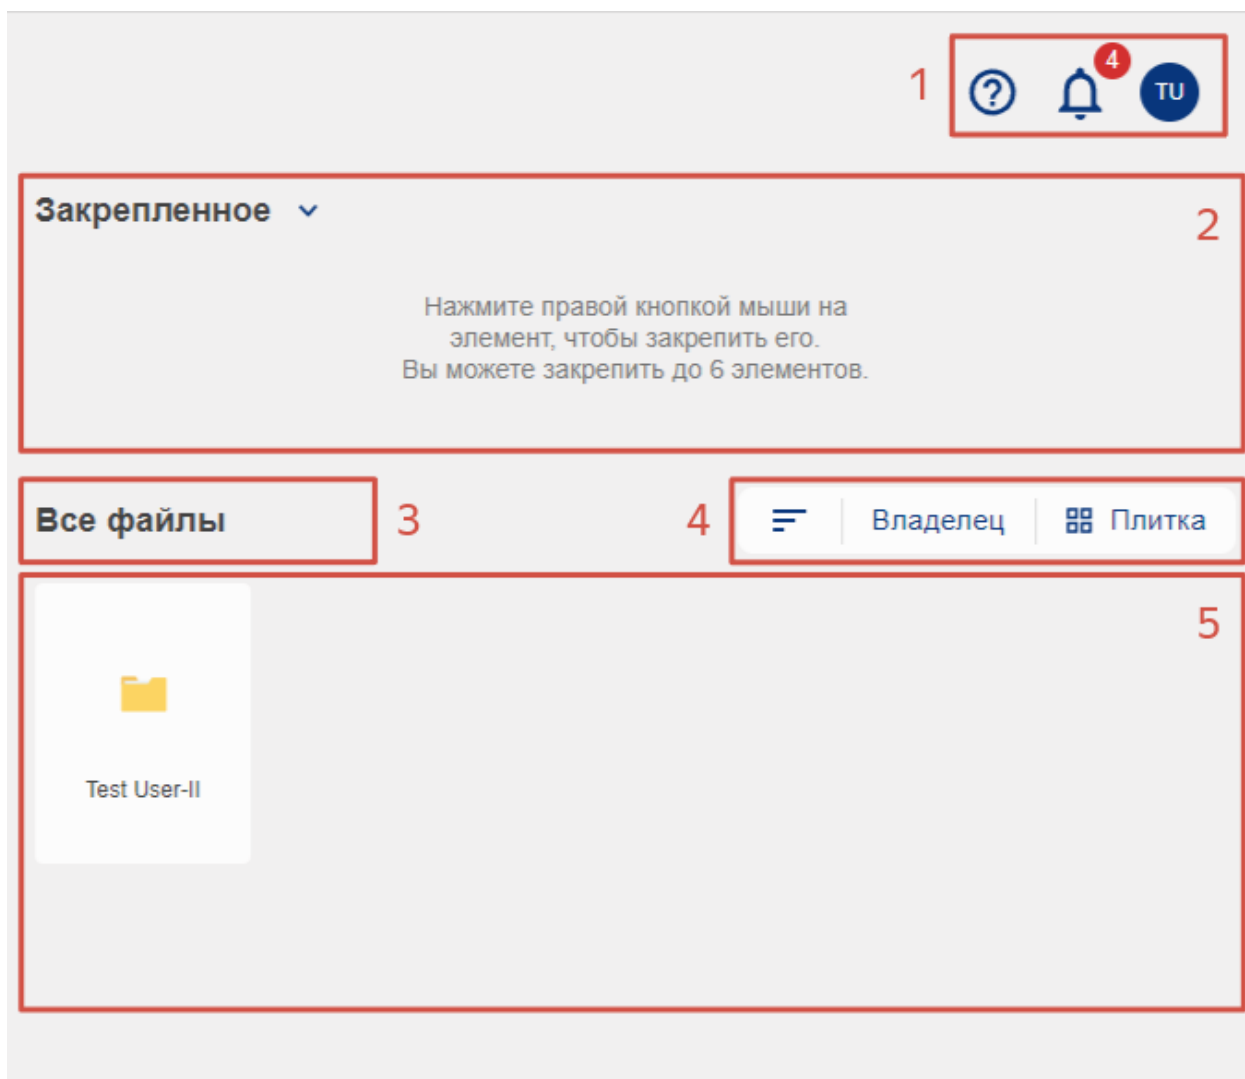 1
4
TU
Закрепленное
2
Нажмите правой кнопкой мыши на
элемент, чтобы закрепить его.
Вы можете закрепить до 6 элементов.
Все файлы
3
4
Владелец
Плитка
5
Test User-II